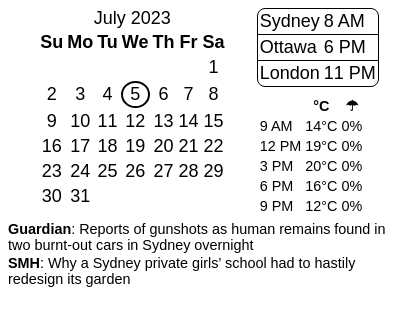 July 2023
Su Mo Tu We Th Fr Sa
1
2 3 4 5 6 7 8
9 10 11 12 13 14 15
16 17 18 19 20 21 22
23 24 25 26 27 28 29
30 31
Sydney 8 AM
Ottawa 6 PM
London 11 PM
°C ☂
9 AM 14°C 0%
12 PM 19°C 0%
3 PM 20°C 0%
6 PM 16°C 0%
9 PM 12°C 0%
Guardian: Reports of gunshots as human remains found in
two burnt-out cars in Sydney overnight
SMH: Why a Sydney private girls’ school had to hastily
redesign its garden